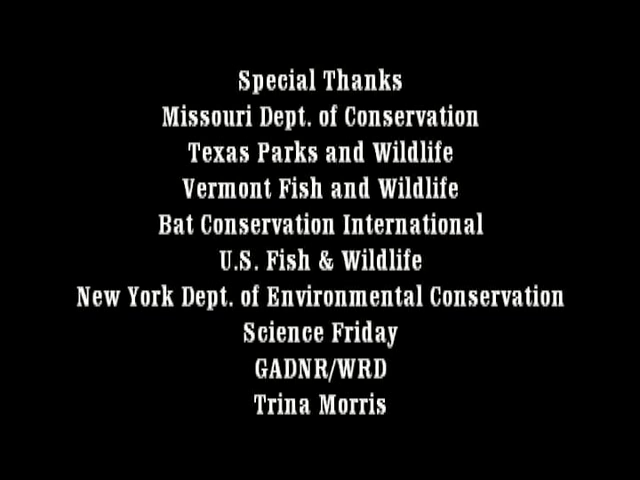 Special Thanks
Missouri Dept. of Conservation
Texas Parks and Wildlife
Vermont Fish and Wildlife
Bat Conservation International
U.S. Fish & Wildlife
New York Dept. of Environmental Conservation
Science Friday
GADNR/WRD
Trina Morris